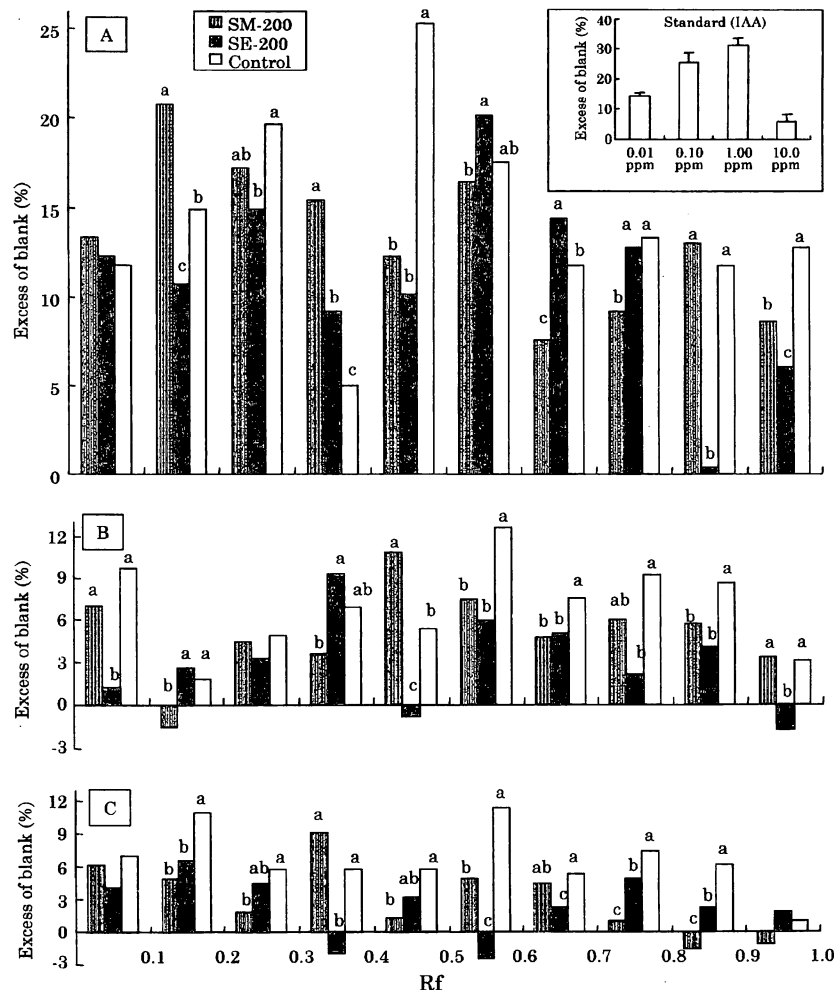 A
SM-200
SE-200
Control
Standard (IAA)
Excess of blank (%)
40
30
20
10
0
0.01 ppm
0.10 ppm
1.00 ppm
10.0 ppm
Excess of blank (%)
25
20
15
10
5
0
a
c
b
ab
b
a
a
b
c
b
b
a
ab
a
c
a
b
b
a
a
a
b
a
b
c
a
B
Excess of blank (%)
12
9
6
3
0
-3
a
b
a
b
a
a
b
a
ab
a
c
b
b
b
a
b
b
a
ab
b
a
b
b
a
a
b
a
C
Excess of blank (%)
12
9
6
3
0
-3
b
b
a
b
ab
a
a
b
a
b
ab
a
b
c
a
ab
c
a
c
b
a
c
b
a
0.1
0.2
0.3
0.4
0.5
0.6
0.7
0.8
0.9
1.0
Rf